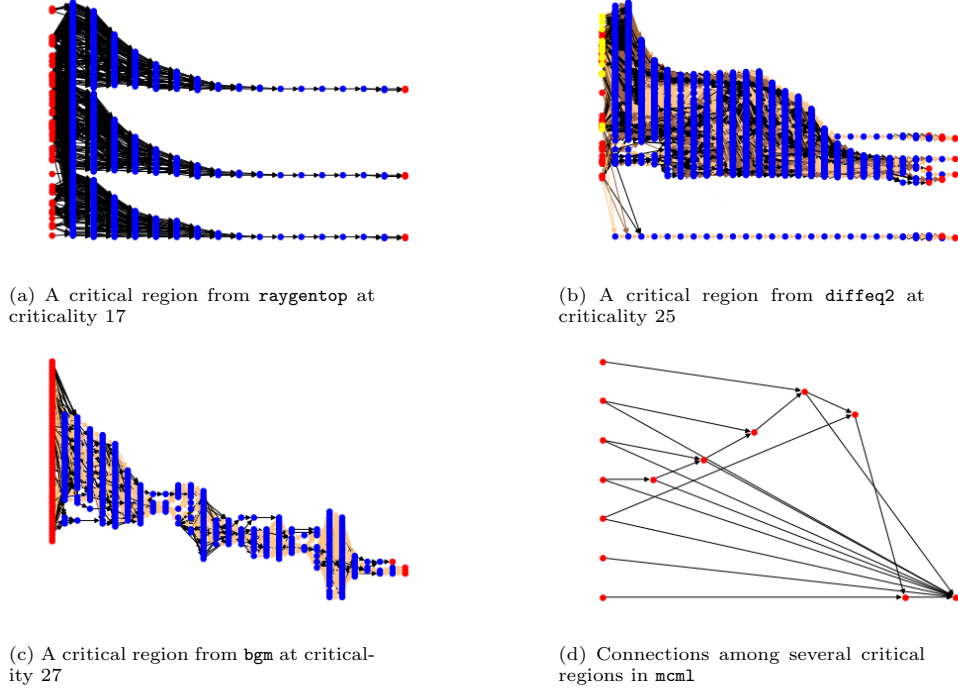 (a) A critical region from raygentop at
criticality 17
(b) A critical region from diffeq2 at
criticality 25
(c) A critical region from bgm at critical-
ity 27
(d) Connections among several critical
regions in mcml